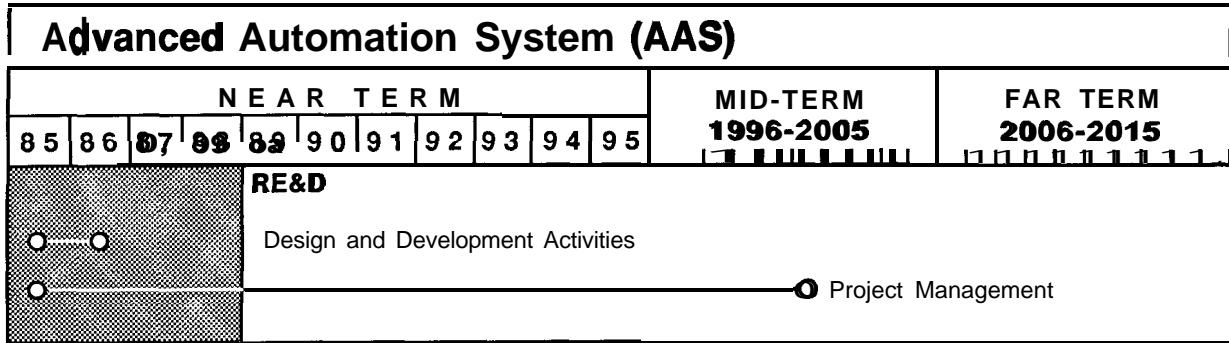 Advanced Automation System (AAS)
NEAR TERM MID-TERM FAR TERM
85 86 87 90 91 92 93 94 95 1996-2005 2006-2015
RE&D
Design and Development Activities
Project Management